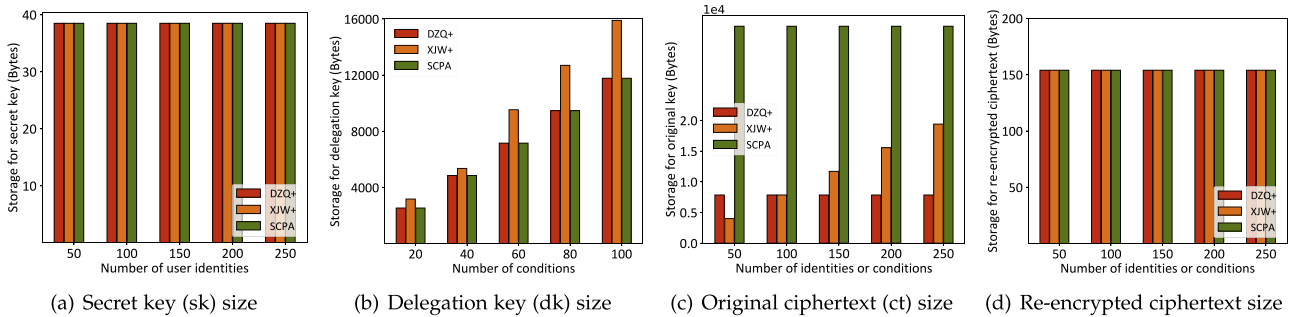 Storage for secret key (Bytes)
40
30
20
10
DZQ+
XJW+
SCPA
50 100 150 200 250
Number of user identities
(a) Secret key (sk) size
Storage for delegation key (Bytes)
16000
12000
8000
4000
DZQ+
XJW+
SCPA
20 40 60 80 100
Number of conditions
(b) Delegation key (dk) size
1e4
Storage for original key (Bytes)
2.0
1.0
0.5
0.0
DZQ+
XJW+
SCPA
50 100 150 200 250
Number of identities or conditions
(c) Original ciphertext (ct) size
Storage for re-encrypted ciphertext (Bytes)
200
150
100
50
DZQ+
XJW+
SCPA
50 100 150 200 250
Number of identities or conditions
(d) Re-encrypted ciphertext size